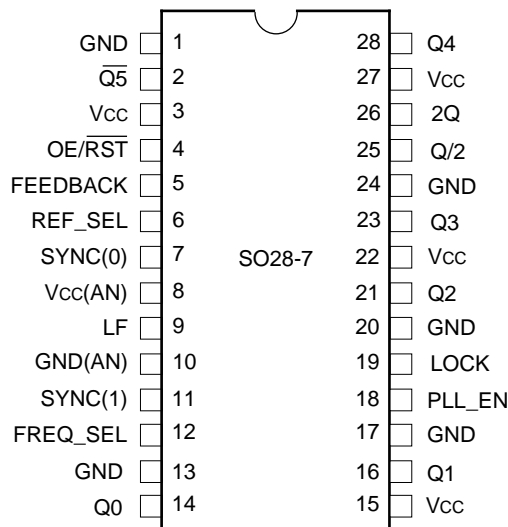 GND 1 28 Q4
Q̅5̅ 2 27 Vcc
Vcc 3 26 2Q
OE/R̅S̅T̅ 4 25 Q/2
FEEDBACK 5 24 GND
REF_SEL 6 23 Q3
SYNC(0) 7 SO28-7 22 Vcc
Vcc(AN) 8 21 Q2
LF 9 20 GND
GND(AN) 10 19 LOCK
SYNC(1) 11 18 PLL_EN
FREQ_SEL 12 17 GND
GND 13 16 Q1
Q0 14 15 Vcc